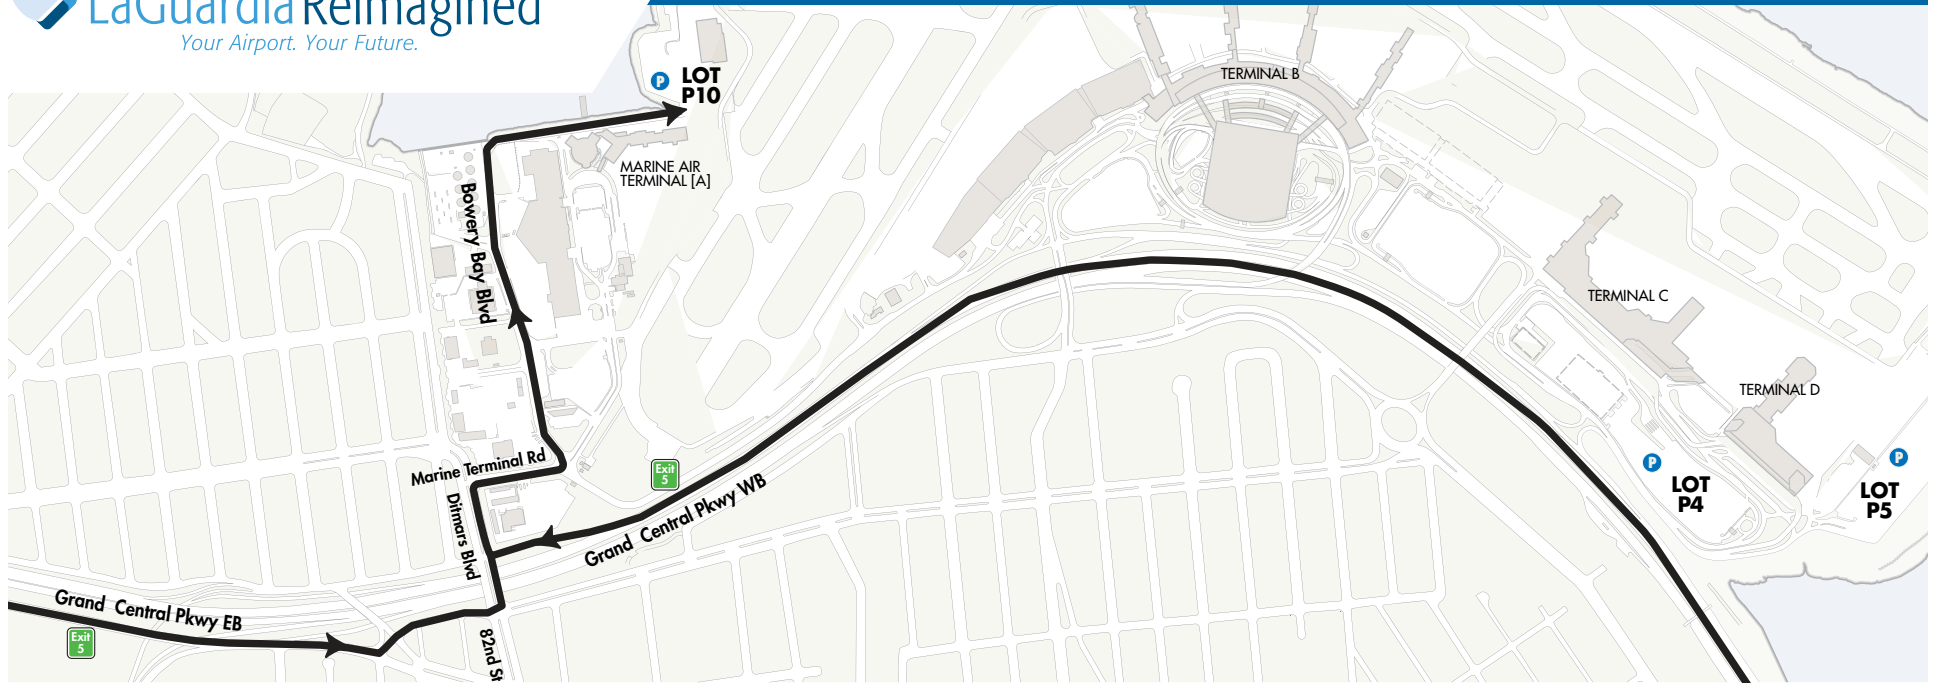 LaGuardia Reimagined
Your Airport. Your Future.
P
LOT
P10
TERMINAL B
MARINE AIR
TERMINAL [A]
Bowery Bay Blvd
TERMINAL C
TERMINAL D
Marine Terminal Rd
Exit
5
Grand Central Pkwy WB
P
LOT
P4
P
LOT
P5
Ditmars Blvd
Grand Central Pkwy EB
Exit
5
82nd St